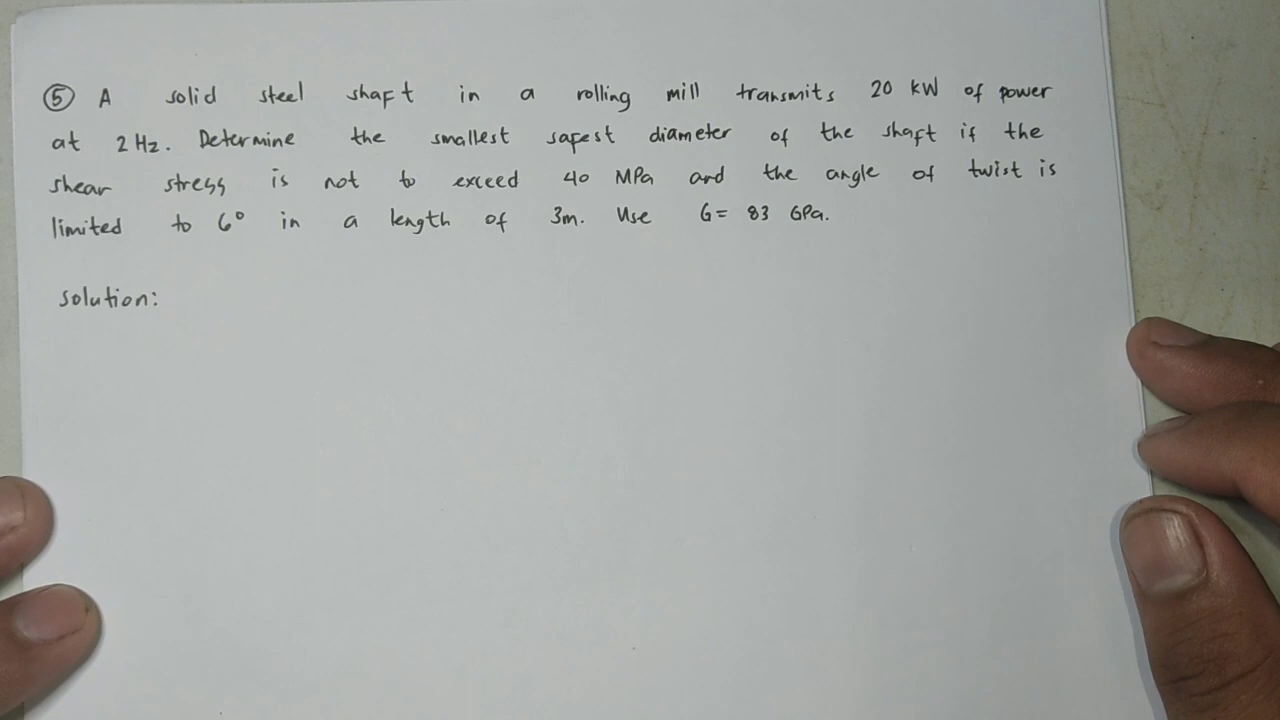 ⑤ A solid steel shaft in a rolling mill transmits 20 kW of power
at 2 Hz. Determine the smallest safest diameter of the shaft if the
shear stress is not to exceed 40 MPa and the angle of twist is
limited to 6° in a length of 3m. Use G = 83 GPa.
Solution: